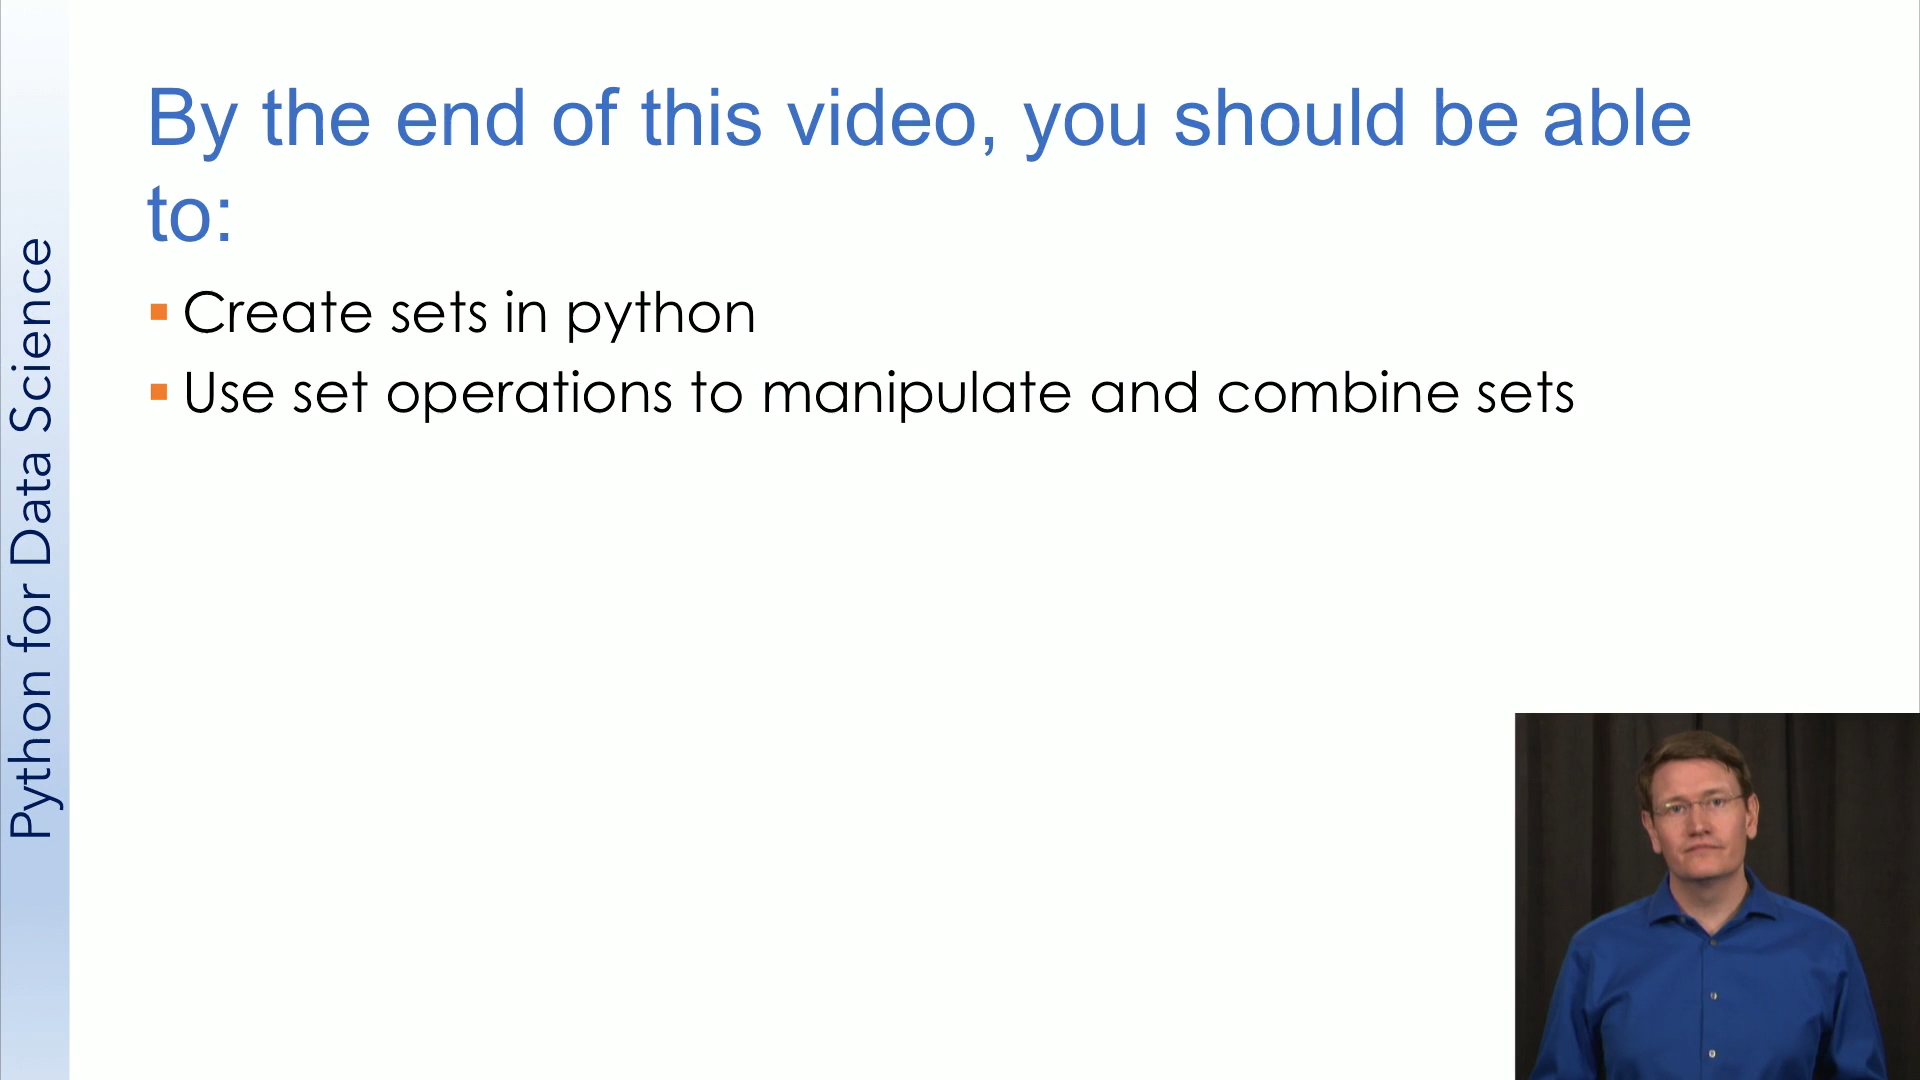 Python for Data Science
By the end of this video, you should be able
to:
Create sets in python
Use set operations to manipulate and combine sets